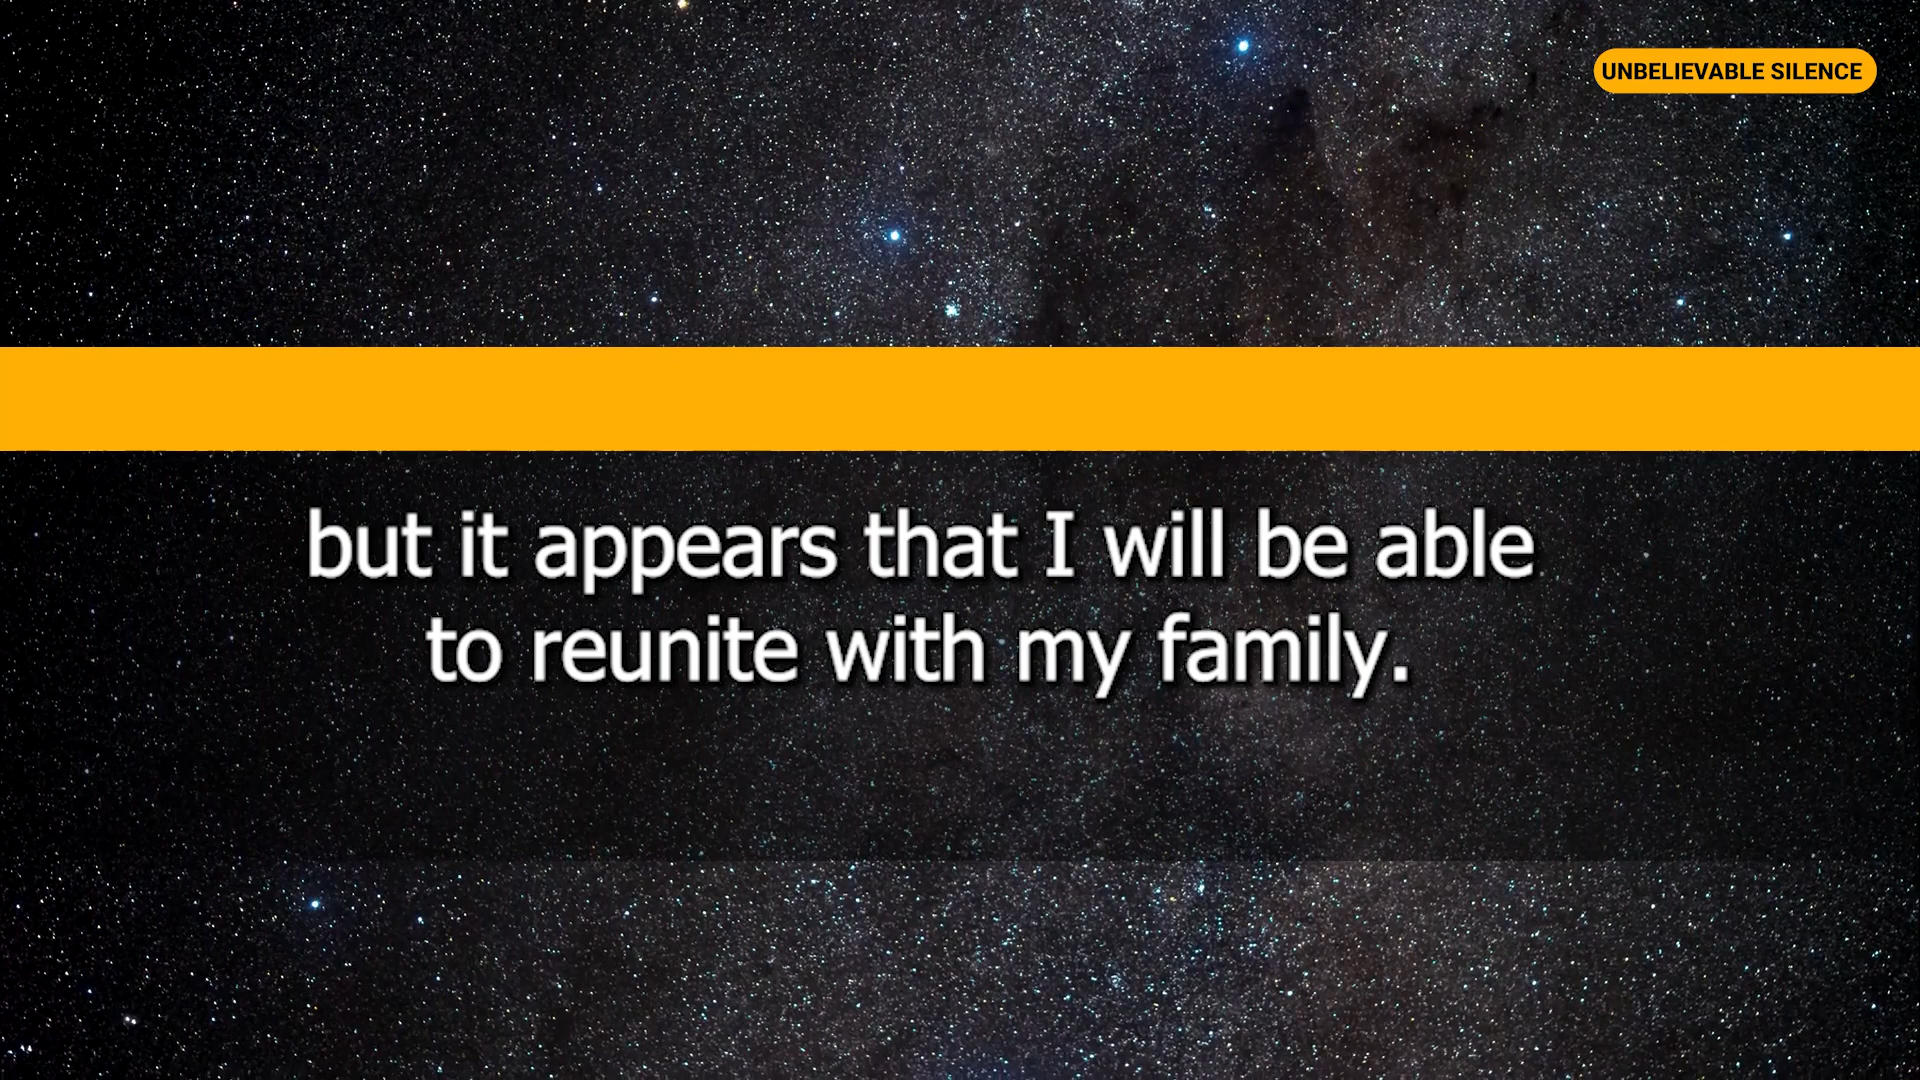 UNBELIEVABLE SILENCE
but it appears that I will be able
to reunite with my family.